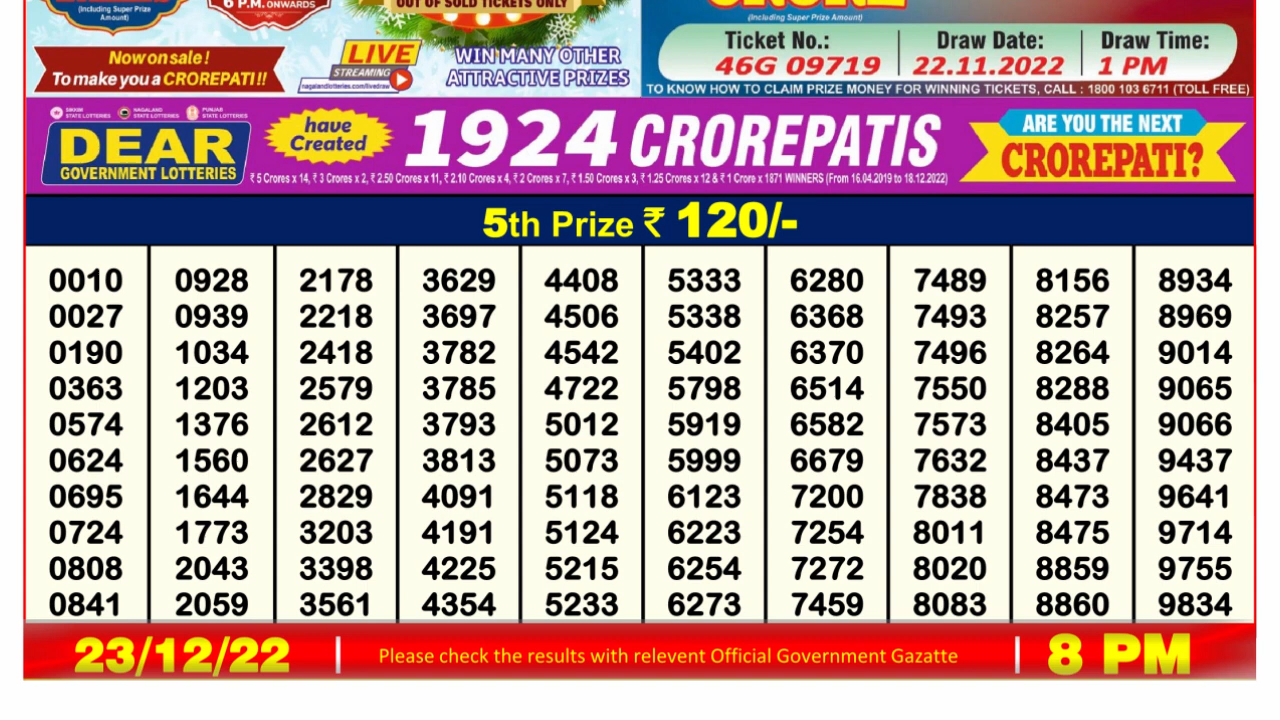 (Including Super Prize
Amount)
6 P.M. ONWARDS
OUT OF SOLD TICKETS ONLY
(Including Super Prize Amount)
Now on sale!
To make you a CROREPATI!!
LIVE
STREAMING
nagalandlotteries.com/livedraw
WIN MANY OTHER
ATTRACTIVE PRIZES
Ticket No.: Draw Date: Draw Time:
46G 09719 22.11.2022 1 PM
TO KNOW HOW TO CLAIM PRIZE MONEY FOR WINNING TICKETS, CALL : 1800 103 6711 (TOLL FREE)
SIKKIM
STATE LOTTERIES
NAGALAND
STATE LOTTERIES
PUNJAB
STATE LOTTERIES
DEAR
GOVERNMENT LOTTERIES
have
Created
1924 CROREPATIS
₹ 5 Crores x 14, ₹ 3 Crores x 2, ₹ 2.50 Crores x 11, ₹ 2.10 Crores x 4, ₹ 2 Crores x 7, ₹ 1.50 Crores x 3, ₹ 1.25 Crores x 12 & ₹ 1 Crore x 1871 WINNERS (From 16.04.2019 to 18.12.2022)
ARE YOU THE NEXT
CROREPATI?
5th Prize ₹ 120/-
0010 0928 2178 3629 4408 5333 6280 7489 8156 8934
0027 0939 2218 3697 4506 5338 6368 7493 8257 8969
0190 1034 2418 3782 4542 5402 6370 7496 8264 9014
0363 1203 2579 3785 4722 5798 6514 7550 8288 9065
0574 1376 2612 3793 5012 5919 6582 7573 8405 9066
0624 1560 2627 3813 5073 5999 6679 7632 8437 9437
0695 1644 2829 4091 5118 6123 7200 7838 8473 9641
0724 1773 3203 4191 5124 6223 7254 8011 8475 9714
0808 2043 3398 4225 5215 6254 7272 8020 8859 9755
0841 2059 3561 4354 5233 6273 7459 8083 8860 9834
23/12/22 | Please check the results with relevent Official Government Gazatte | 8 PM